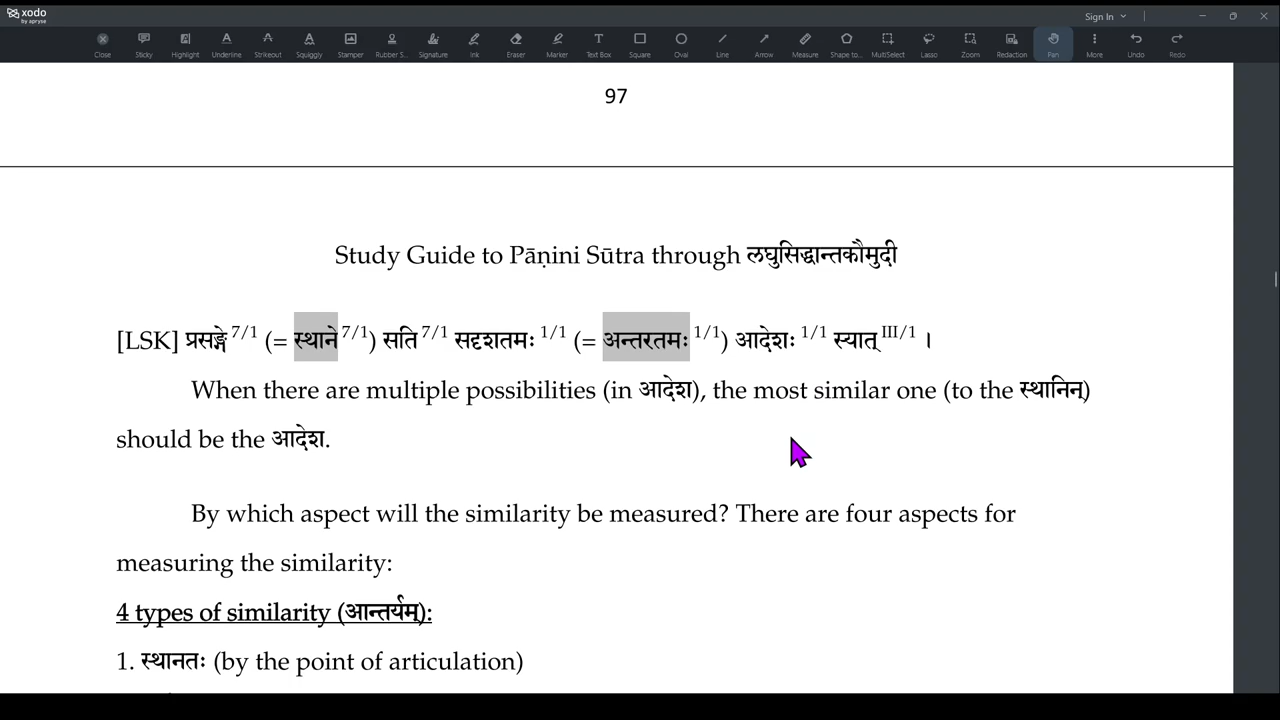 xodo
by apryse
Sign In
Close Sticky Highlight Underline Strikeout Squiggly Stamper Rubber S... Signature Ink Eraser Marker Text Box Square Oval Line Arrow Measure Shape to... MultiSelect Lasso Zoom Redaction Pan More Undo Redo
97
Study Guide to Pāṇini Sūtra through लघुसिद्धान्तकौमुदी
[LSK] प्रसङ्गे 7/1 (= स्थाने 7/1) सति 7/1 सदृशतमः 1/1 (= अन्तरतमः 1/1) आदेशः 1/1 स्यात् III/1 ।
When there are multiple possibilities (in आदेश), the most similar one (to the स्थानिन्)
should be the आदेश.
By which aspect will the similarity be measured? There are four aspects for
measuring the similarity:
4 types of similarity (आन्तर्यम्):
1. स्थानतः (by the point of articulation)